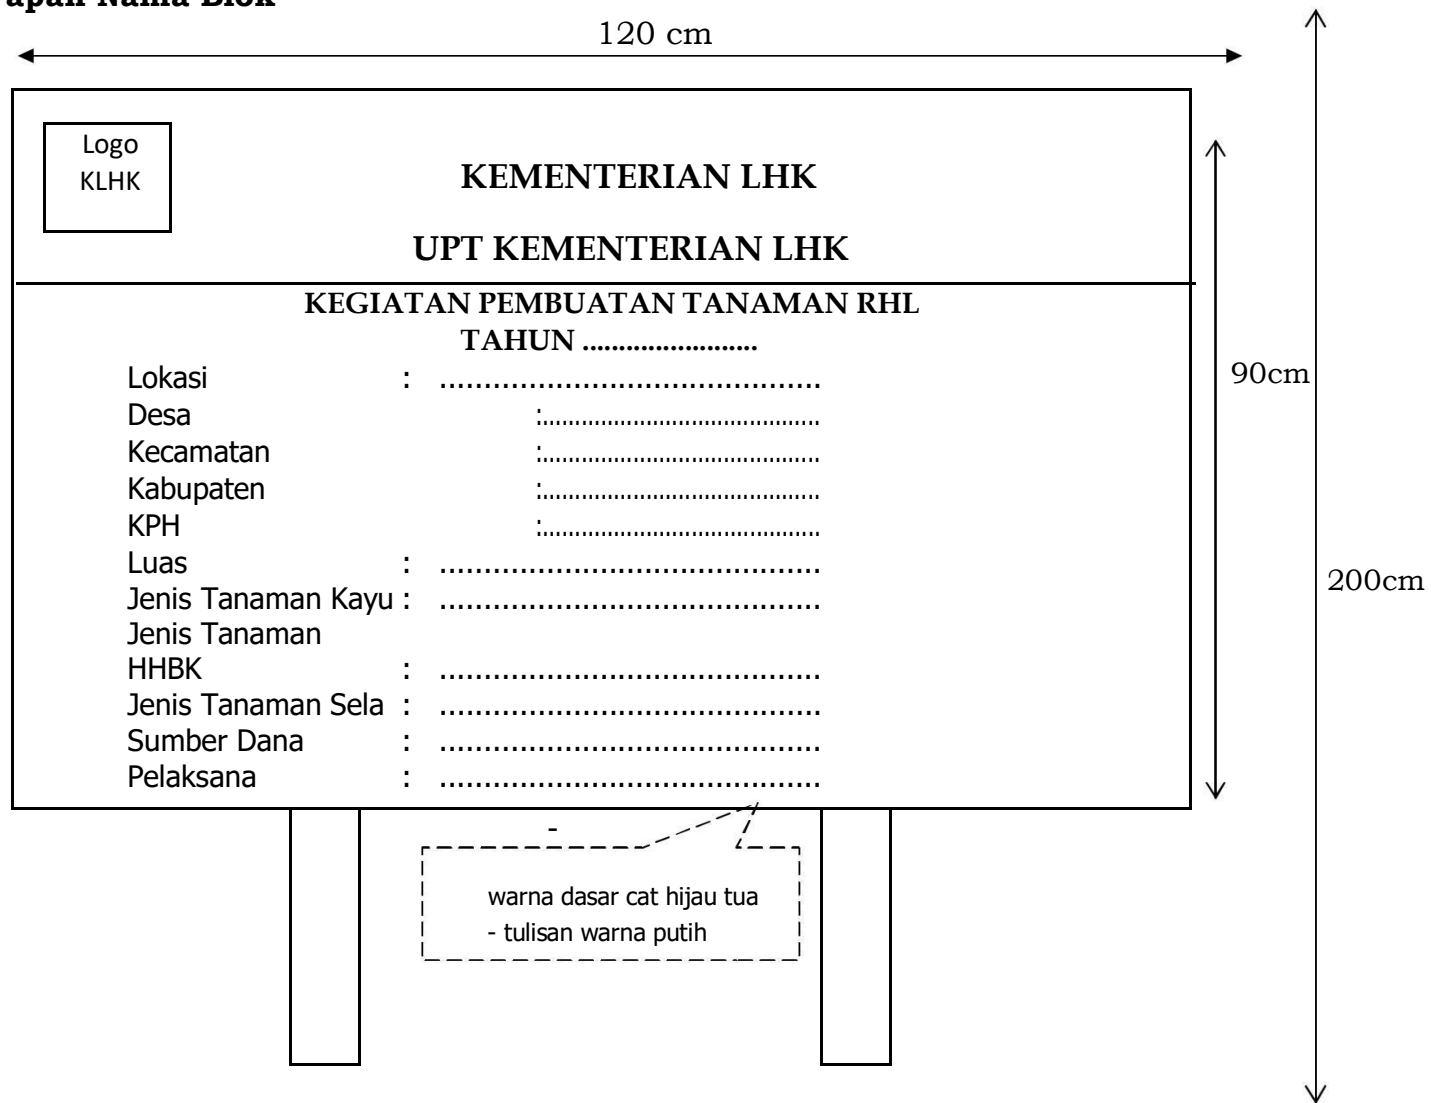 apan Nama Blok
120 cm
Logo
KLHK
KEMENTERIAN LHK
UPT KEMENTERIAN LHK
KEGIATAN PEMBUATAN TANAMAN RHL
TAHUN ........................
Lokasi : ...........................................
Desa :...........................................
Kecamatan :...........................................
Kabupaten :...........................................
KPH :...........................................
Luas : ...........................................
Jenis Tanaman Kayu : ...........................................
Jenis Tanaman
HHBK : ...........................................
Jenis Tanaman Sela : ...........................................
Sumber Dana : ...........................................
Pelaksana : ...........................................
90cm
200cm
-
warna dasar cat hijau tua
- tulisan warna putih